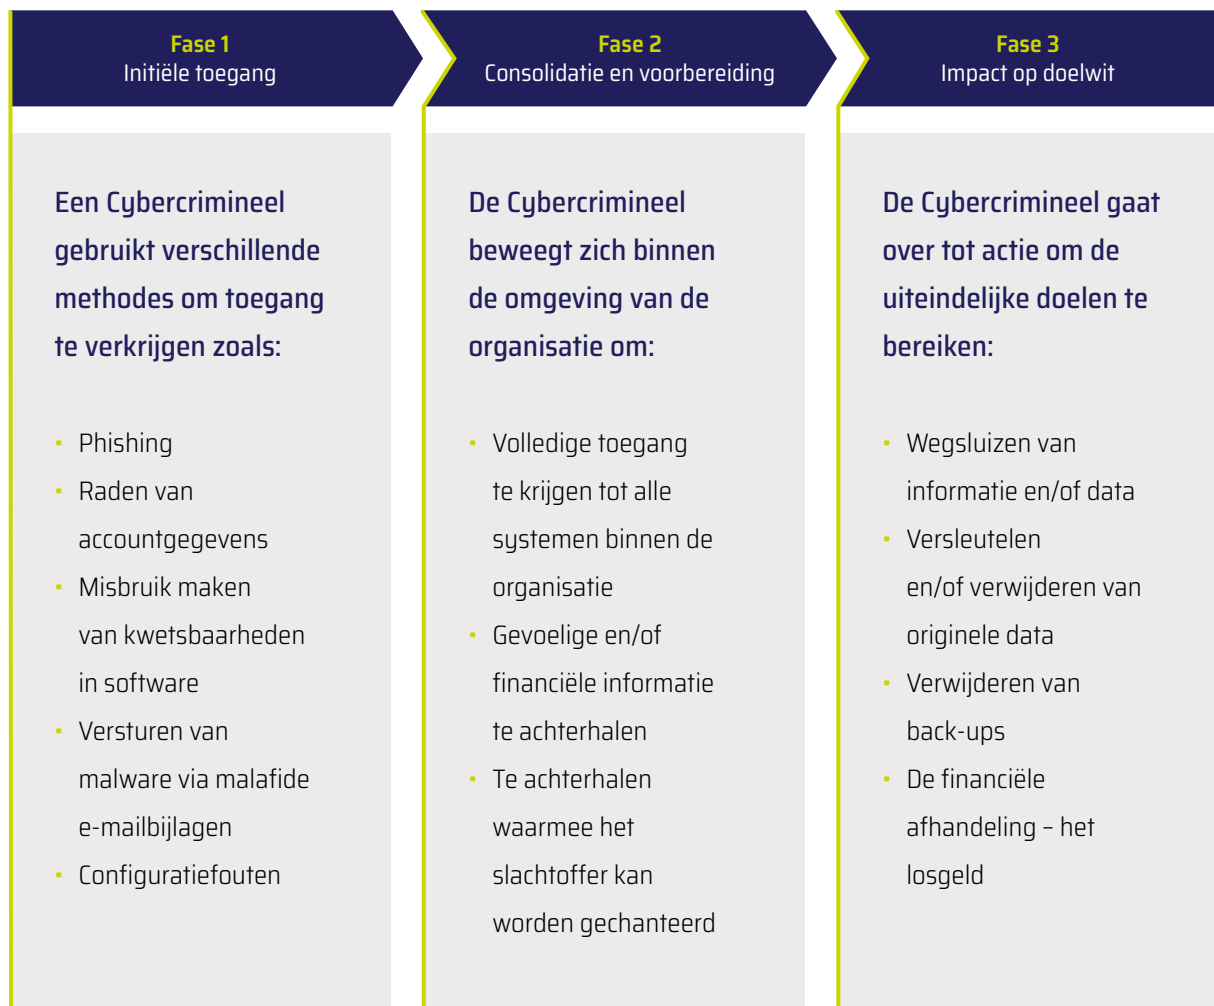 Fase 1
Initiële toegang
Fase 2
Consolidatie en voorbereiding
Fase 3
Impact op doelwit
Een Cybercrimineel
gebruikt verschillende
methodes om toegang
te verkrijgen zoals:
• Phishing
• Raden van
accountgegevens
• Misbruik maken
van kwetsbaarheden
in software
• Versturen van
malware via malafide
e-mailbijlagen
• Configuratiefouten
De Cybercrimineel
beweegt zich binnen
de omgeving van de
organisatie om:
• Volledige toegang
te krijgen tot alle
systemen binnen de
organisatie
• Gevoelige en/of
financiële informatie
te achterhalen
• Te achterhalen
waarmee het
slachtoffer kan
worden gechanteerd
De Cybercrimineel gaat
over tot actie om de
uiteindelijke doelen te
bereiken:
• Wegsluizen van
informatie en/of data
• Versleutelen
en/of verwijderen van
originele data
• Verwijderen van
back-ups
• De financiële
afhandeling – het
losgeld